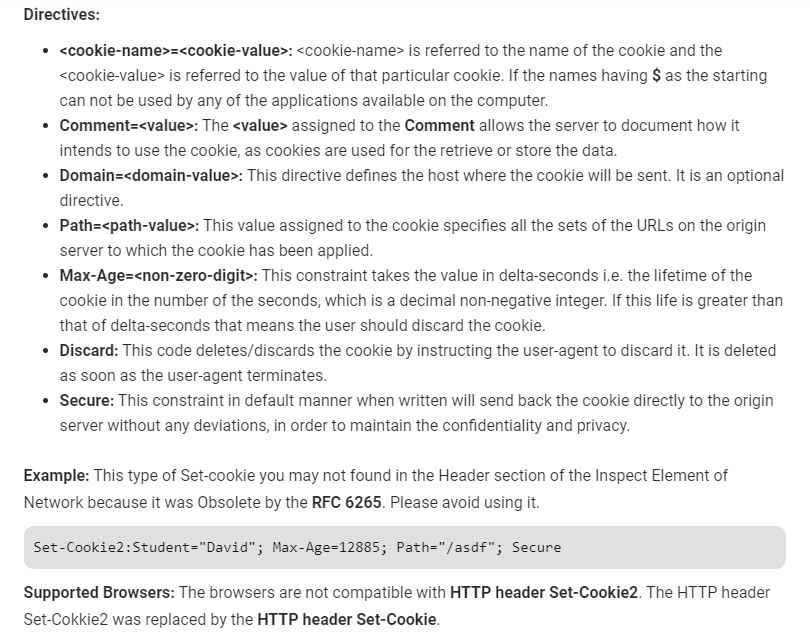 Directives:
• <cookie-name>=<cookie-value>: <cookie-name> is referred to the name of the cookie and the
<cookie-value> is referred to the value of that particular cookie. If the names having $ as the starting
can not be used by any of the applications available on the computer.
• Comment=<value>: The <value> assigned to the Comment allows the server to document how it
intends to use the cookie, as cookies are used for the retrieve or store the data.
• Domain=<domain-value>: This directive defines the host where the cookie will be sent. It is an optional
directive.
• Path=<path-value>: This value assigned to the cookie specifies all the sets of the URLs on the origin
server to which the cookie has been applied.
• Max-Age=<non-zero-digit>: This constraint takes the value in delta-seconds i.e. the lifetime of the
cookie in the number of the seconds, which is a decimal non-negative integer. If this life is greater than
that of delta-seconds that means the user should discard the cookie.
• Discard: This code deletes/discards the cookie by instructing the user-agent to discard it. It is deleted
as soon as the user-agent terminates.
• Secure: This constraint in default manner when written will send back the cookie directly to the origin
server without any deviations, in order to maintain the confidentiality and privacy.
Example: This type of Set-cookie you may not found in the Header section of the Inspect Element of
Network because it was Obsolete by the RFC 6265. Please avoid using it.
Set-Cookie2:Student="David"; Max-Age=12885; Path="/asdf"; Secure
Supported Browsers: The browsers are not compatible with HTTP header Set-Cookie2. The HTTP header
Set-Cokkie2 was replaced by the HTTP header Set-Cookie.